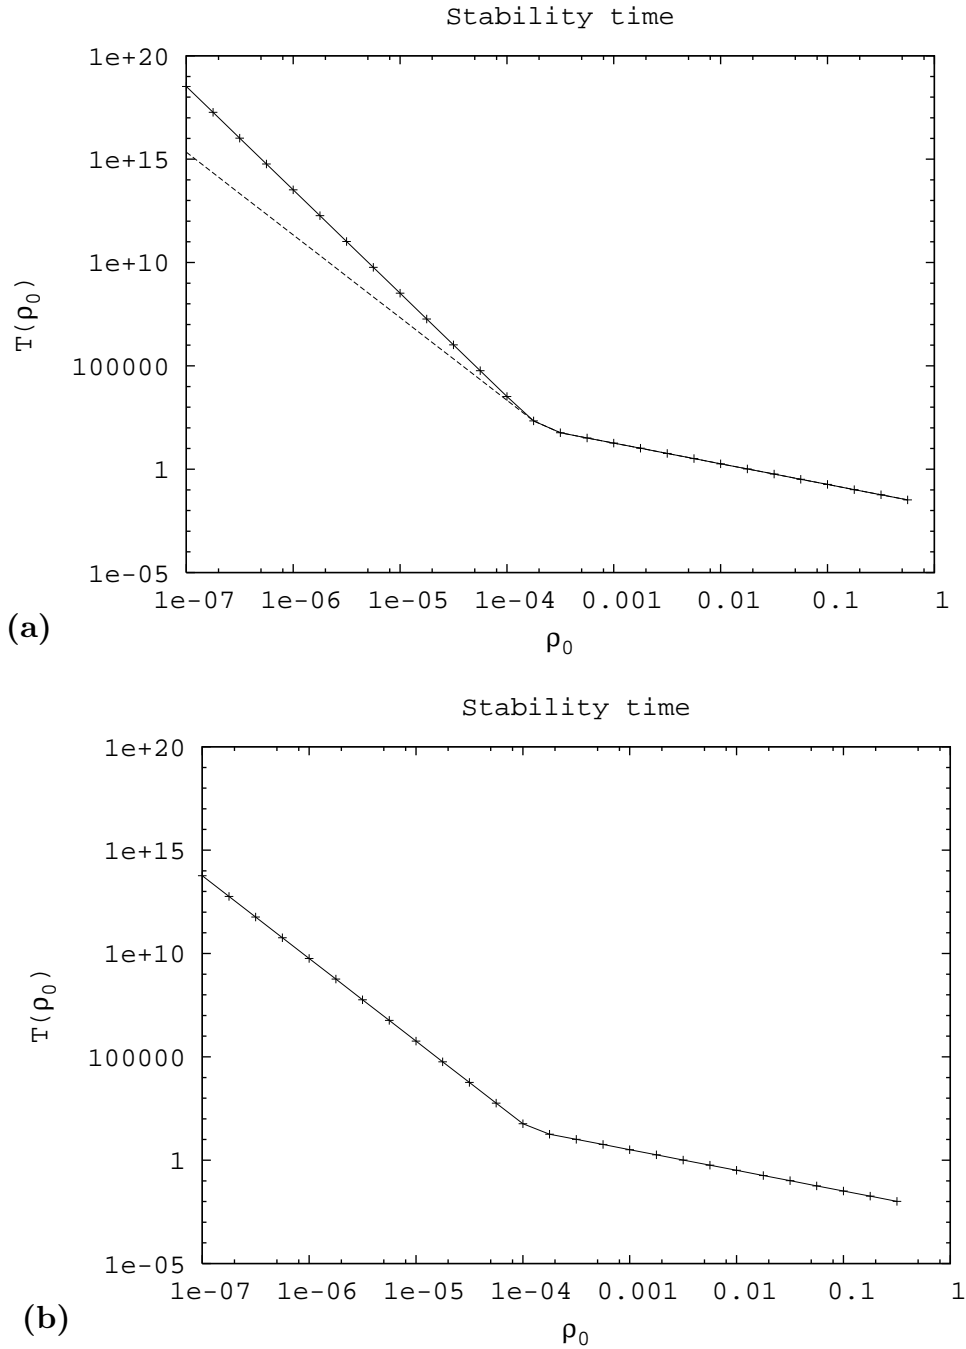 Stability time
1e+20
1e+15
1e+10
100000
1
1e-05
T(ρ₀)
1e-07 1e-06 1e-05 1e-04 0.001 0.01 0.1 1
ρ₀
(a)
Stability time
1e+20
1e+15
1e+10
100000
1
1e-05
T(ρ₀)
1e-07 1e-06 1e-05 1e-04 0.001 0.01 0.1 1
ρ₀
(b)